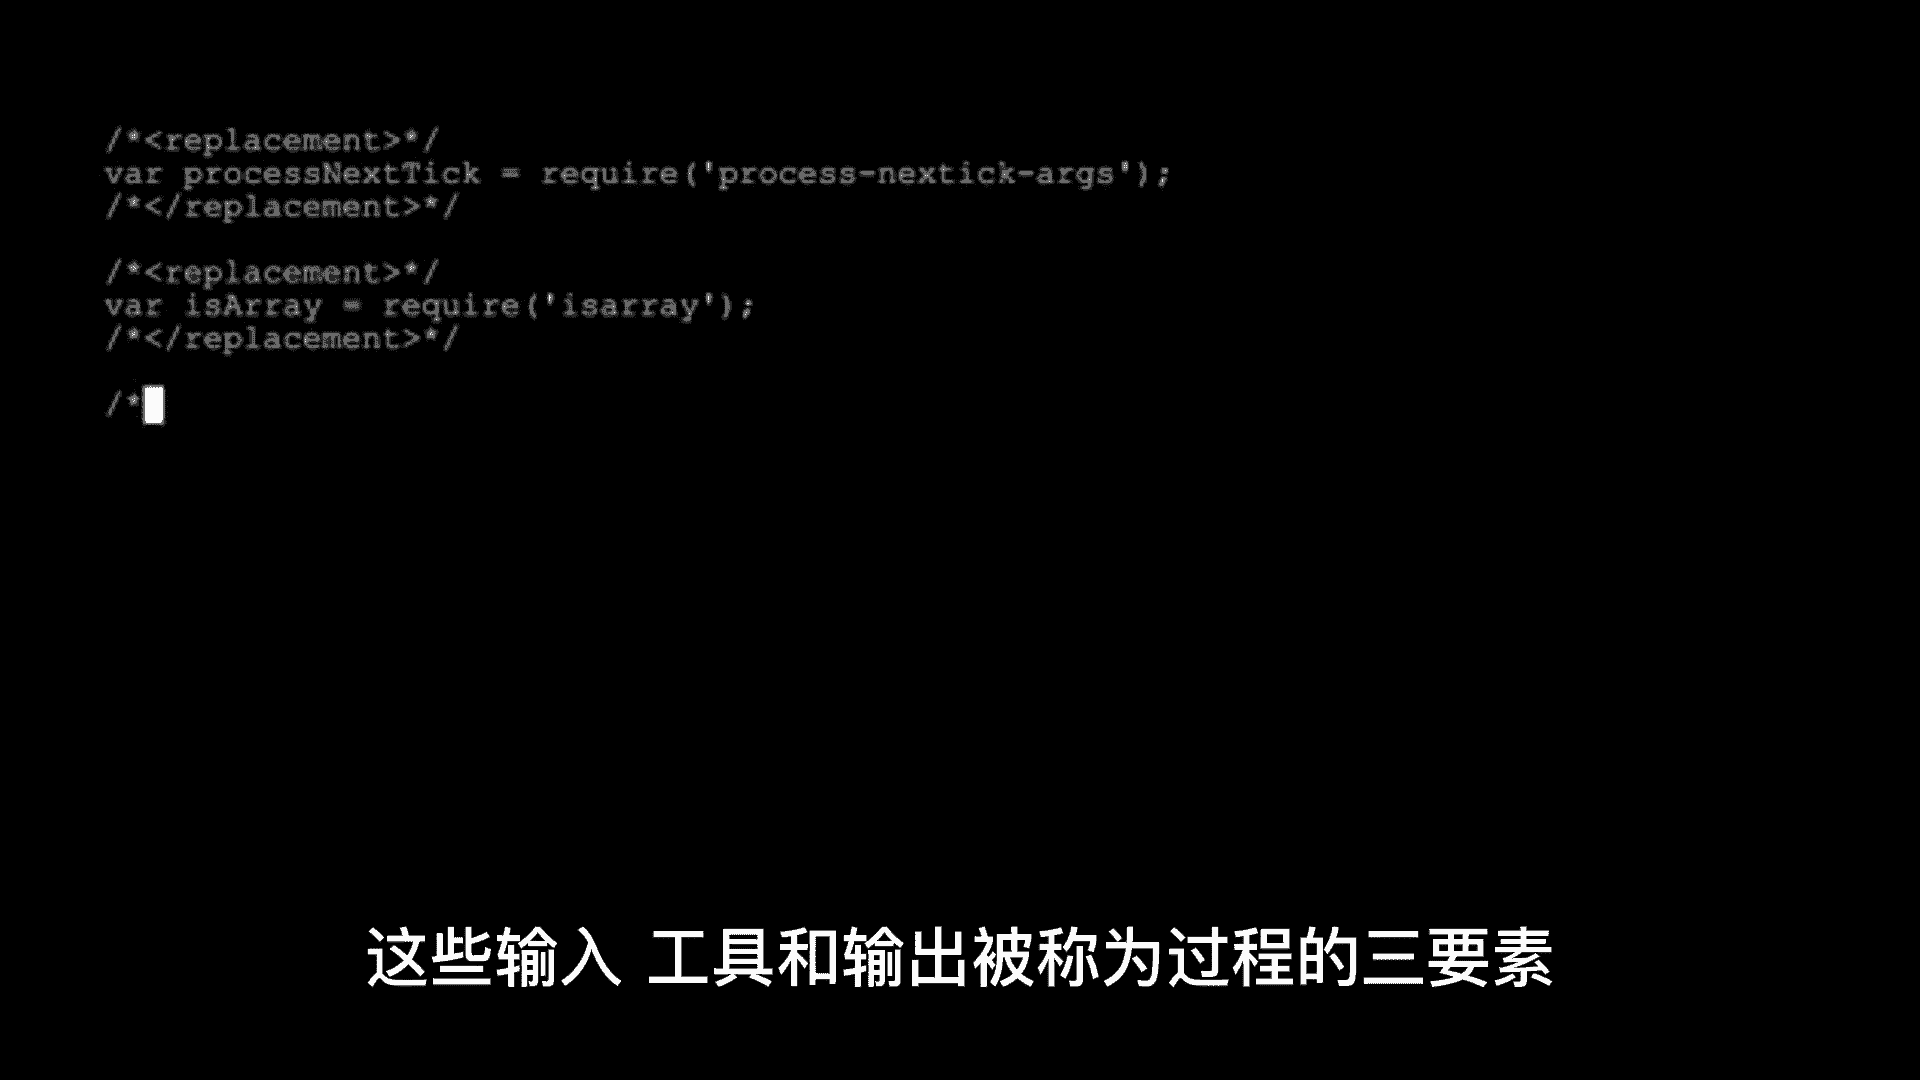 /*<replacement>*/
var processNextTick = require('process-nextick-args');
/*</replacement>*/
/*<replacement>*/
var isArray = require('isarray');
/*</replacement>*/
/*
这些输入 工具和输出被称为过程的三要素